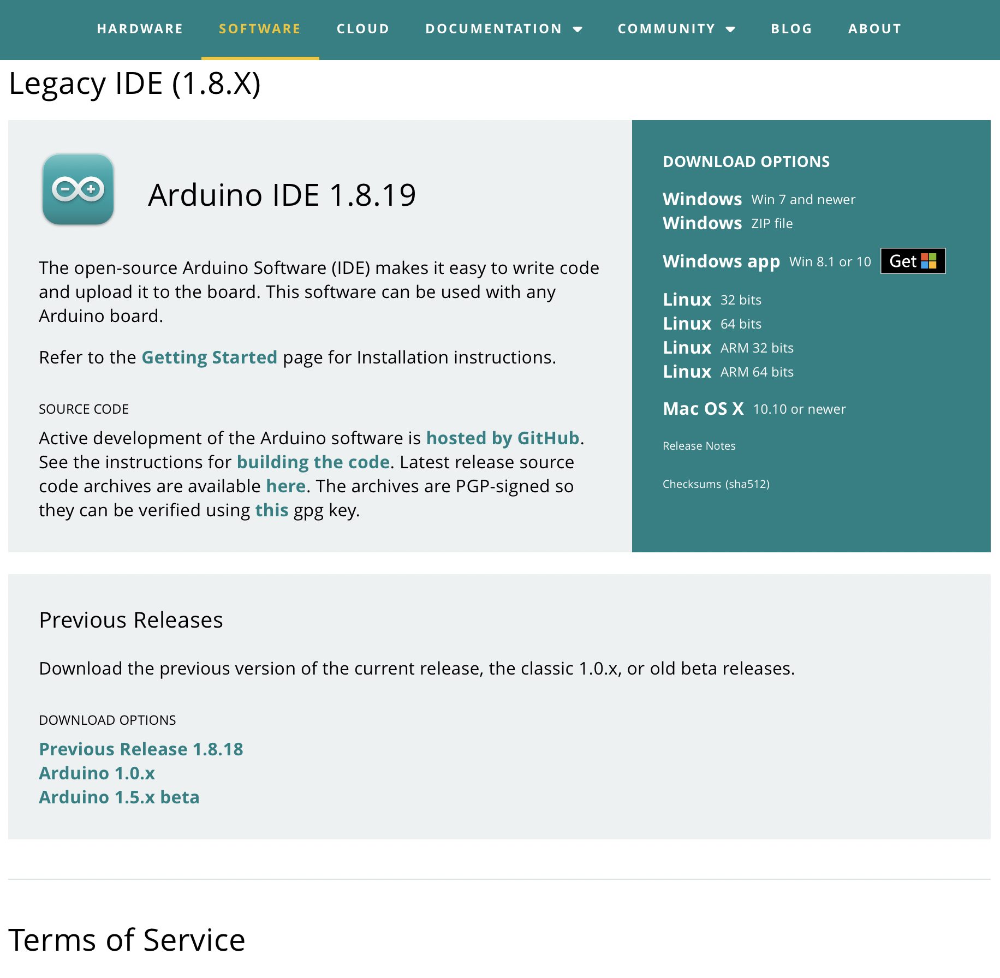 HARDWARE SOFTWARE CLOUD DOCUMENTATION COMMUNITY BLOG ABOUT
Legacy IDE (1.8.X)
Arduino IDE 1.8.19
The open-source Arduino Software (IDE) makes it easy to write code
and upload it to the board. This software can be used with any
Arduino board.
Refer to the Getting Started page for Installation instructions.
SOURCE CODE
Active development of the Arduino software is hosted by GitHub.
See the instructions for building the code. Latest release source
code archives are available here. The archives are PGP-signed so
they can be verified using this gpg key.
DOWNLOAD OPTIONS
Windows Win 7 and newer
Windows ZIP file
Windows app Win 8.1 or 10 Get
Linux 32 bits
Linux 64 bits
Linux ARM 32 bits
Linux ARM 64 bits
Mac OS X 10.10 or newer
Release Notes
Checksums (sha512)
Previous Releases
Download the previous version of the current release, the classic 1.0.x, or old beta releases.
DOWNLOAD OPTIONS
Previous Release 1.8.18
Arduino 1.0.x
Arduino 1.5.x beta
Terms of Service